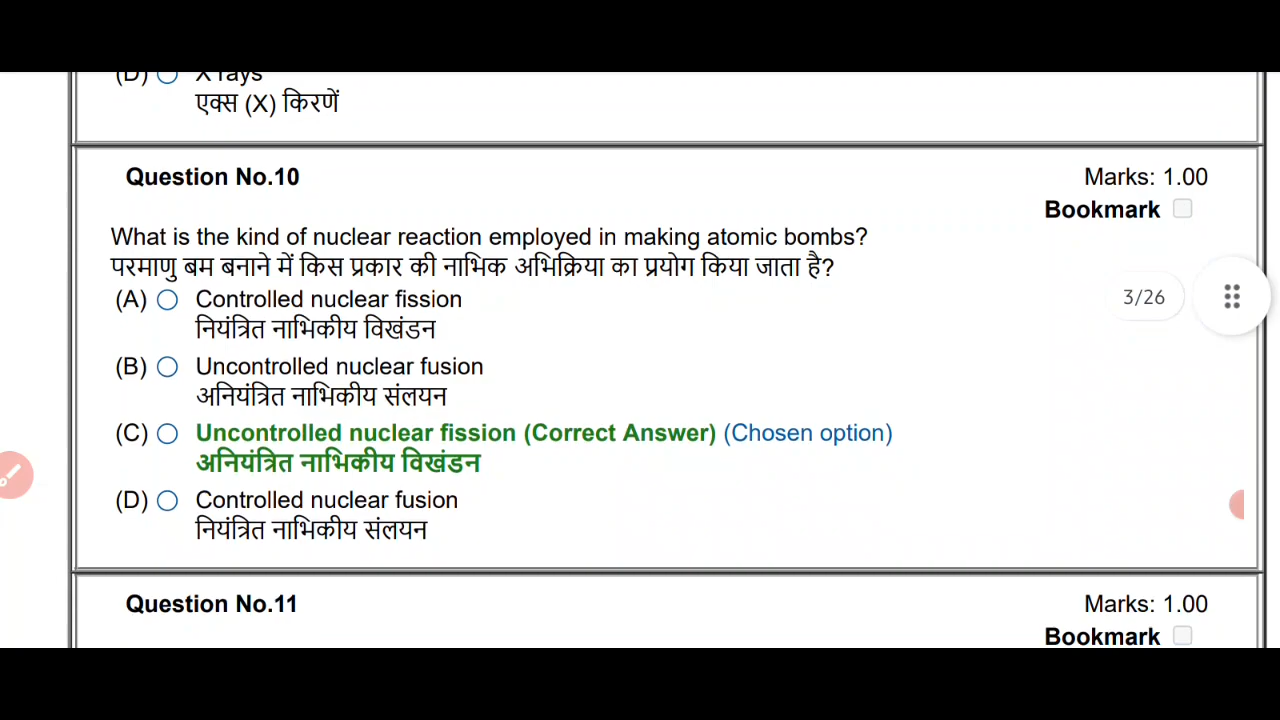 (D) X rays
एक्स (X) किरणें
Question No.10 Marks: 1.00
Bookmark
What is the kind of nuclear reaction employed in making atomic bombs?
परमाणु बम बनाने में किस प्रकार की नाभिक अभिक्रिया का प्रयोग किया जाता है?
(A) Controlled nuclear fission
नियंत्रित नाभिकीय विखंडन
3/26
(B) Uncontrolled nuclear fusion
अनियंत्रित नाभिकीय संलयन
(C) Uncontrolled nuclear fission (Correct Answer) (Chosen option)
अनियंत्रित नाभिकीय विखंडन
(D) Controlled nuclear fusion
नियंत्रित नाभिकीय संलयन
Question No.11 Marks: 1.00
Bookmark